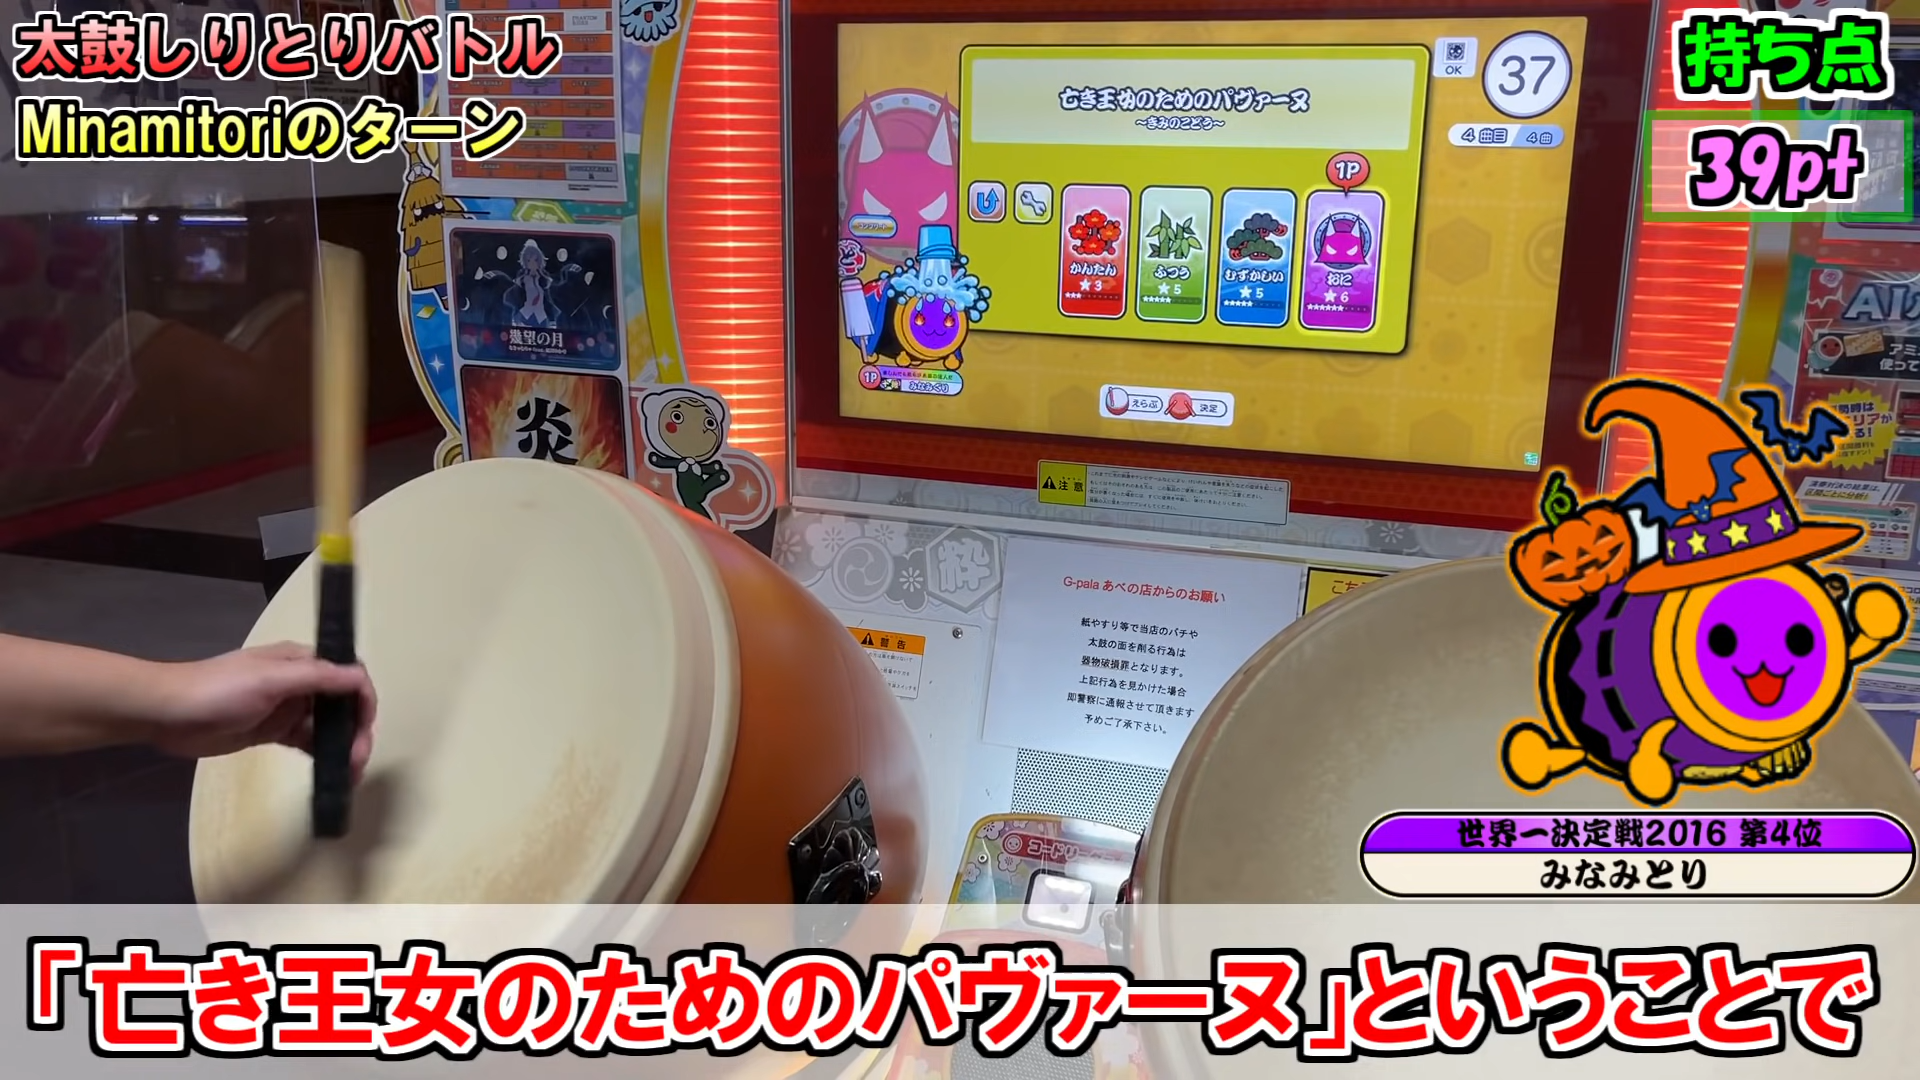 太鼓しりとりバトル
Minamitoriのターン
持ち点
39pt
亡き王女のためのパヴァーヌ
～きみのこどう～
OK
37
4曲目 4曲
1P
かんたん
★3
ふつう
★5
むずかしい
★5
おに
★6
1P
えらぶ 決定
幾望の月
炎
注意
警告
粋
G-pala あべの店からのお願い
紙やすり等で当店のバチや
太鼓の面を削る行為は
器物破損罪となります。
上記行為を見かけた場合
即警察に通報させて頂きます
予めご了承下さい。
世界一決定戦2016 第4位
みなみとり
「亡き王女のためのパヴァーヌ」ということで